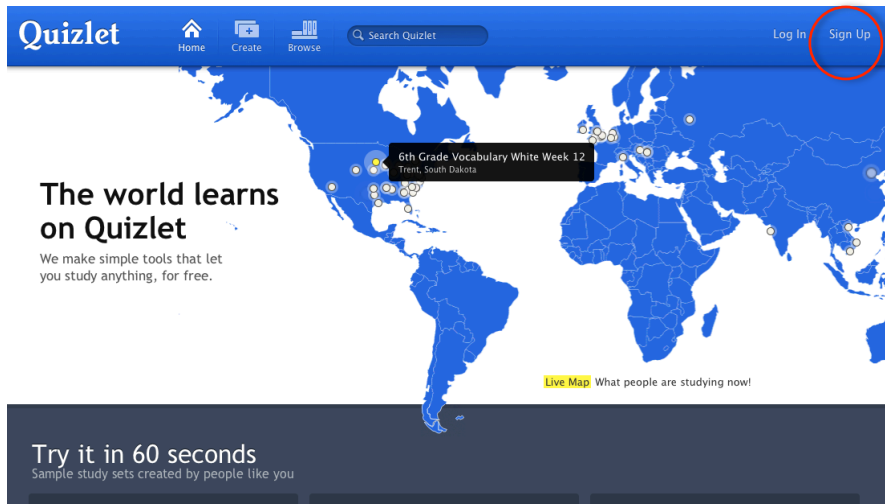 Quizlet
Home
Create
Browse
Search Quizlet
Log In
Sign Up
6th Grade Vocabulary White Week 12
Trent, South Dakota
The world learns
on Quizlet
We make simple tools that let
you study anything, for free.
Live Map What people are studying now!
Try it in 60 seconds
Sample study sets created by people like you